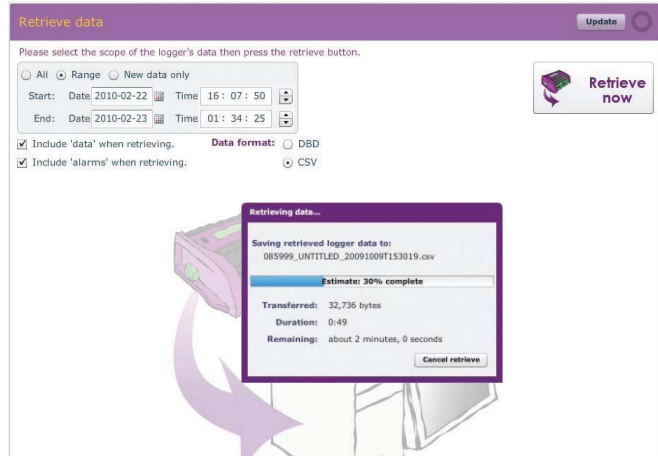 Retrieve data
Update
Please select the scope of the logger's data then press the retrieve button.
All Range New data only
Start: Date 2010-02-22 Time 16 : 07 : 50
End: Date 2010-02-23 Time 01 : 34 : 25
Include 'data' when retrieving. Data format: DBD
Include 'alarms' when retrieving. CSV
Retrieve
now
Retrieving data...
Saving retrieved logger data to:
085999_UNTITLED_20091009T153019.csv
Estimate: 30% complete
Transferred: 32,736 bytes
Duration: 0:49
Remaining: about 2 minutes, 0 seconds
Cancel retrieve